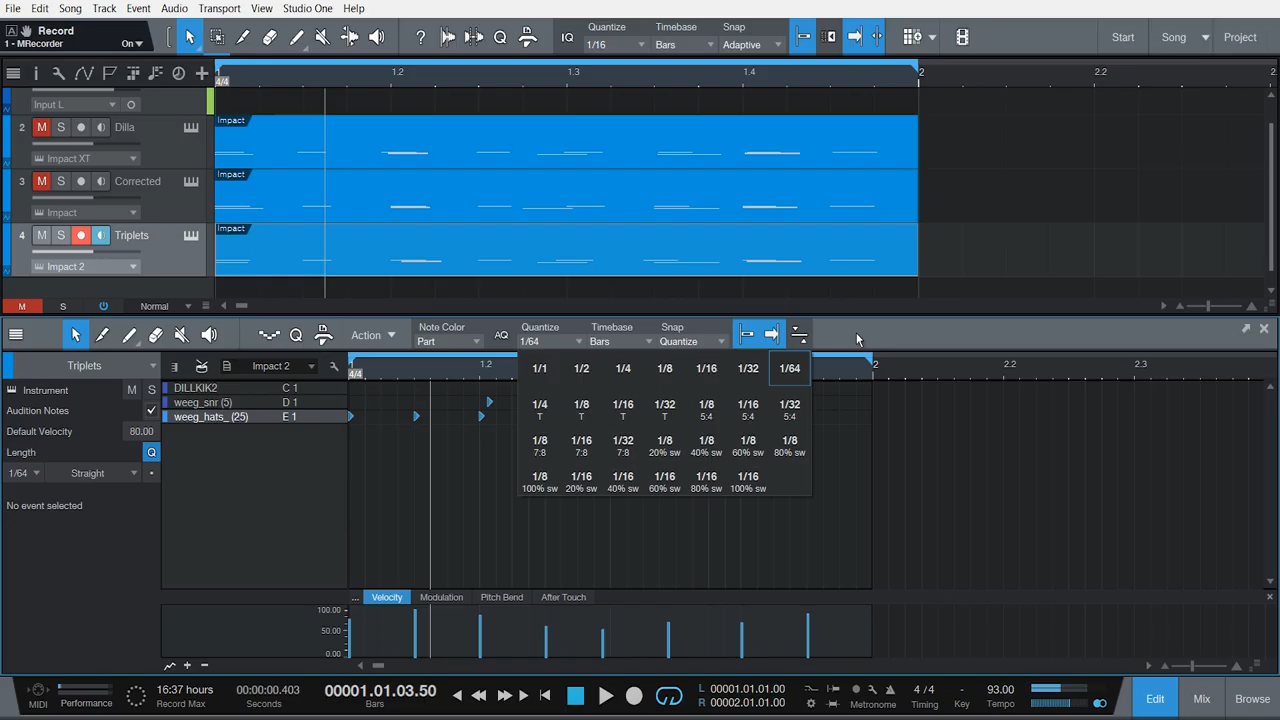 File Edit Song Track Event Audio Transport View Studio One Help
Record
1 - MRecorder On
IQ Quantize Timebase Snap Start Song Project
1/16 Bars Adaptive
1.2 1.3 1.4 2 2.2 2.
4/4
Input L
2 M S Dilla Impact
Impact XT
3 M S Corrected Impact
Impact
4 M S Triplets Impact
Impact 2
M S Normal
Action Note Color AQ Quantize Timebase Snap
Part 1/64 Bars Quantize
Triplets Impact 2 1.2 2 2.2 2.3
4/4
1/1 1/2 1/4 1/8 1/16 1/32 1/64
1/4 1/8 1/16 1/32 1/8 1/16 1/32
T T T T 5:4 5:4 5:4
1/8 1/16 1/32 1/8 1/8 1/8 1/8
7:8 7:8 7:8 20% sw 40% sw 60% sw 80% sw
1/8 1/16 1/16 1/16 1/16 1/16
100% sw 20% sw 40% sw 60% sw 80% sw 100% sw
Instrument M S DILLKIK2 C 1
Audition Notes weeg_snr (5) D 1
weeg_hats_ (25) E 1
Default Velocity 80.00
Length Q
1/64 Straight
No event selected
... Velocity Modulation Pitch Bend After Touch
100.00
50.00
0.00
MIDI Performance
16:37 hours
Record Max
00:00:00.403
Seconds
00001.01.03.50
Bars
L 00001.01.01.00
R 00002.01.01.00
Metronome
4 / 4
Timing
-
Key
93.00
Tempo
Edit Mix Browse